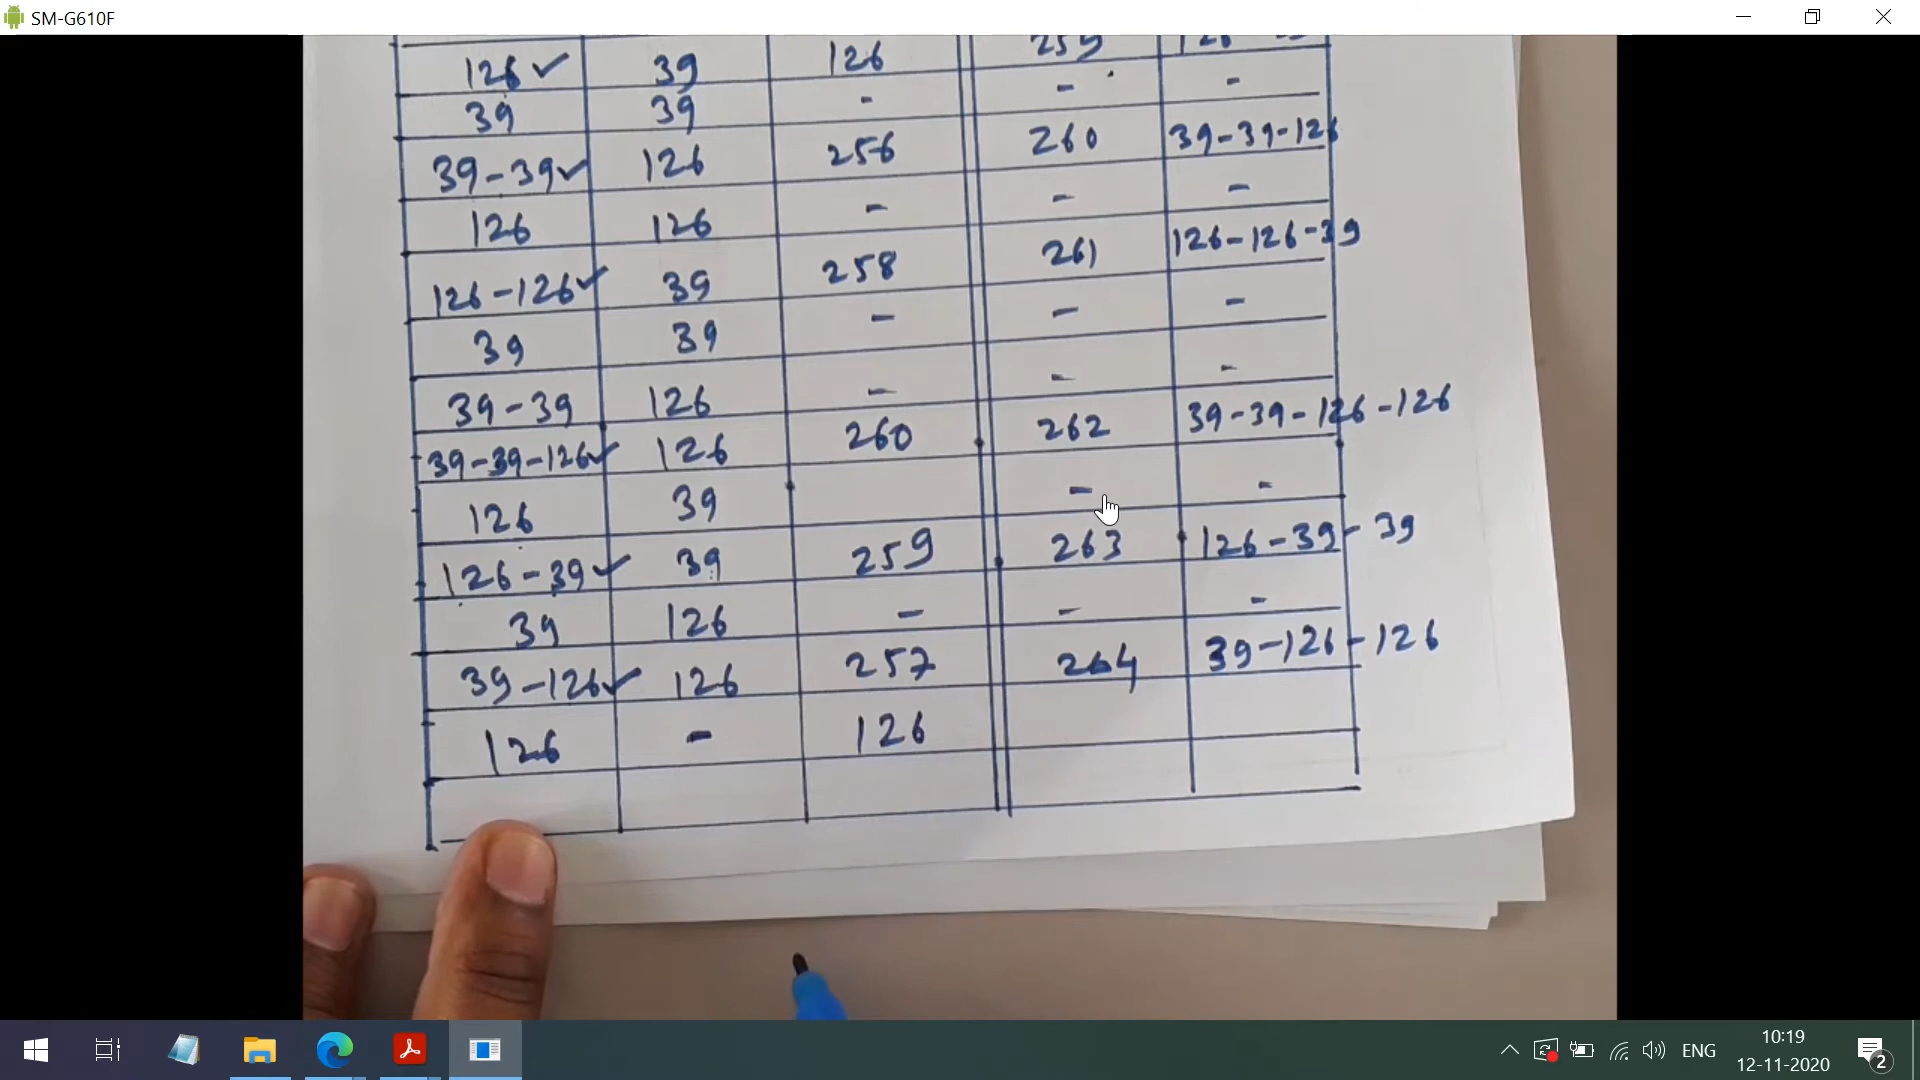 SM-G610F
126 ✓ 39 126 259
39 39 - - -
39-39✓ 126 256 260 39-39-126
126 126 - - -
126-126✓ 39 258 261 126-126-39
39 39 - - -
39-39 126 - - -
39-39-126✓ 126 260 262 39-39-126-126
126 39 - -
126-39✓ 39 259 263 126-39-39
39 126 - - -
39-126✓ 126 257 264 39-126-126
126 - 126
ENG
10:19
12-11-2020
2